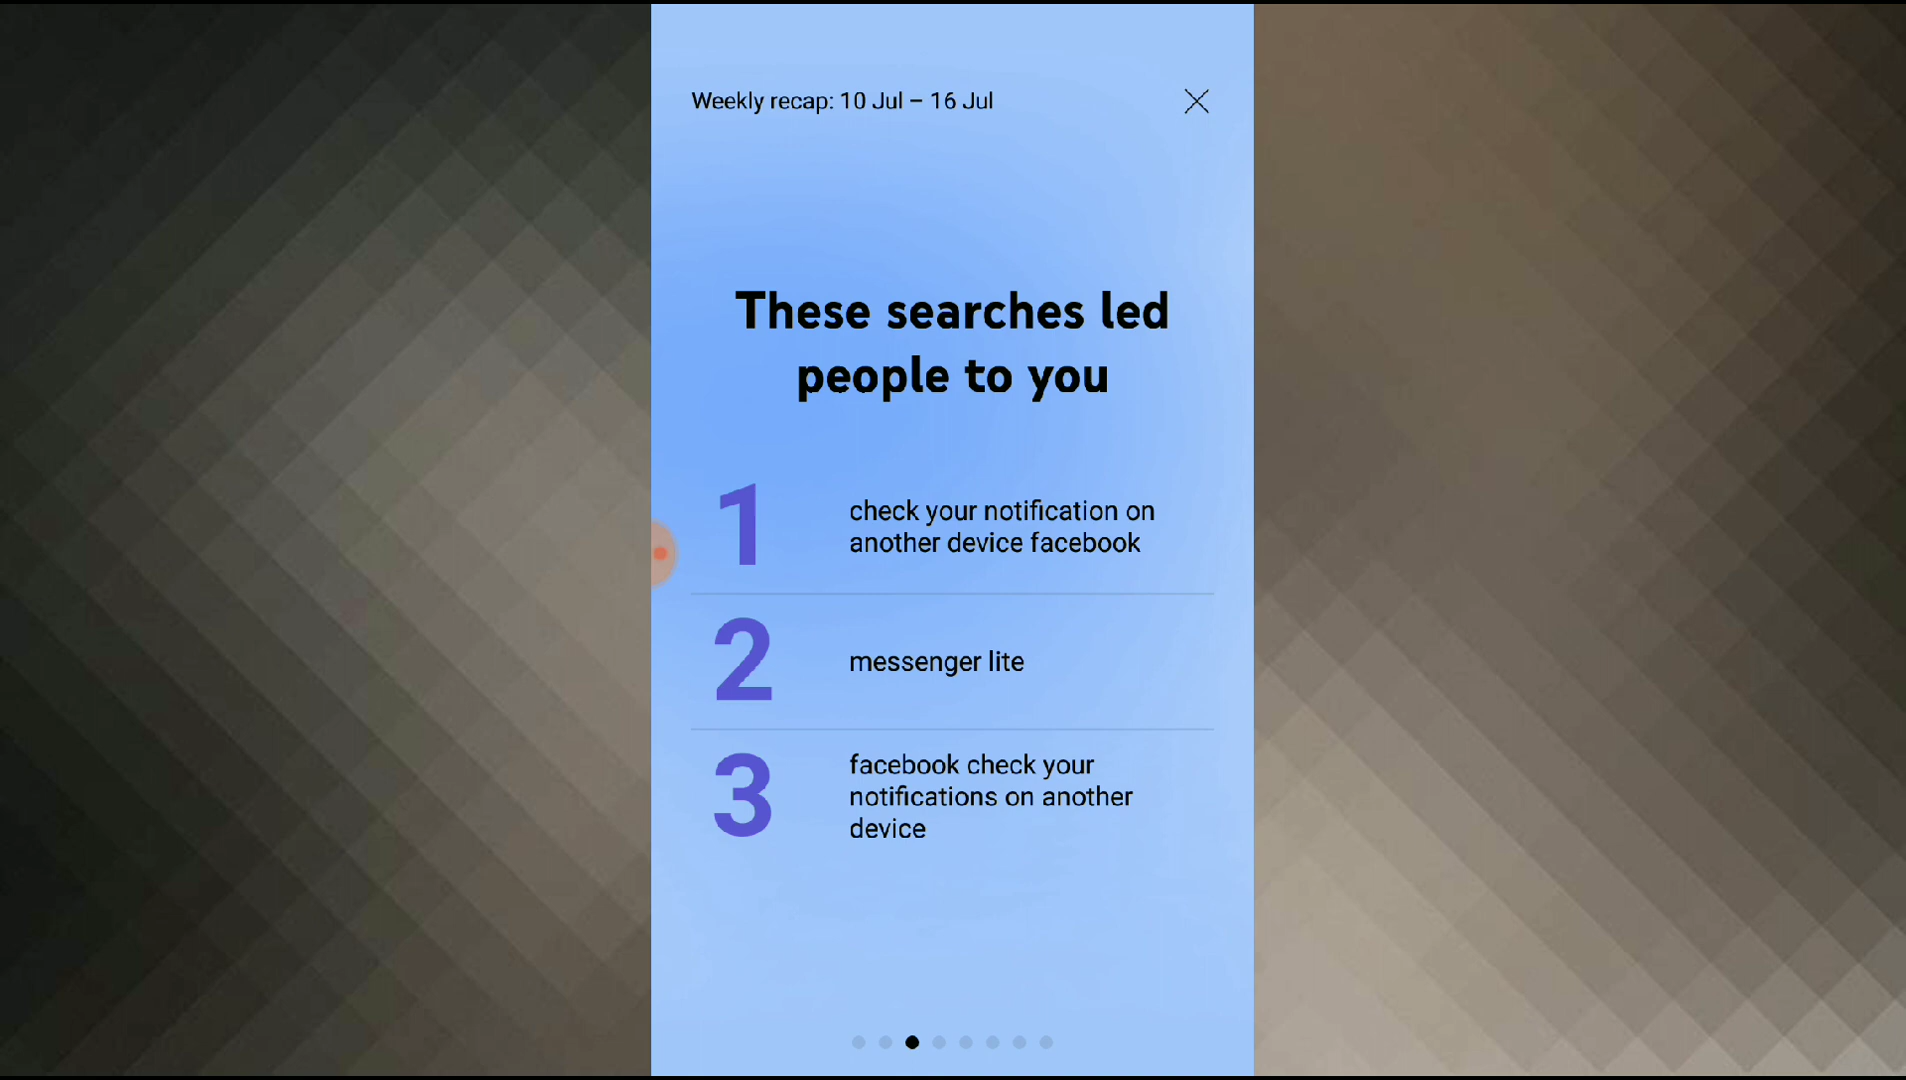 Weekly recap: 10 Jul – 16 Jul
These searches led
people to you
1
check your notification on
another device facebook
2
messenger lite
3
facebook check your
notifications on another
device